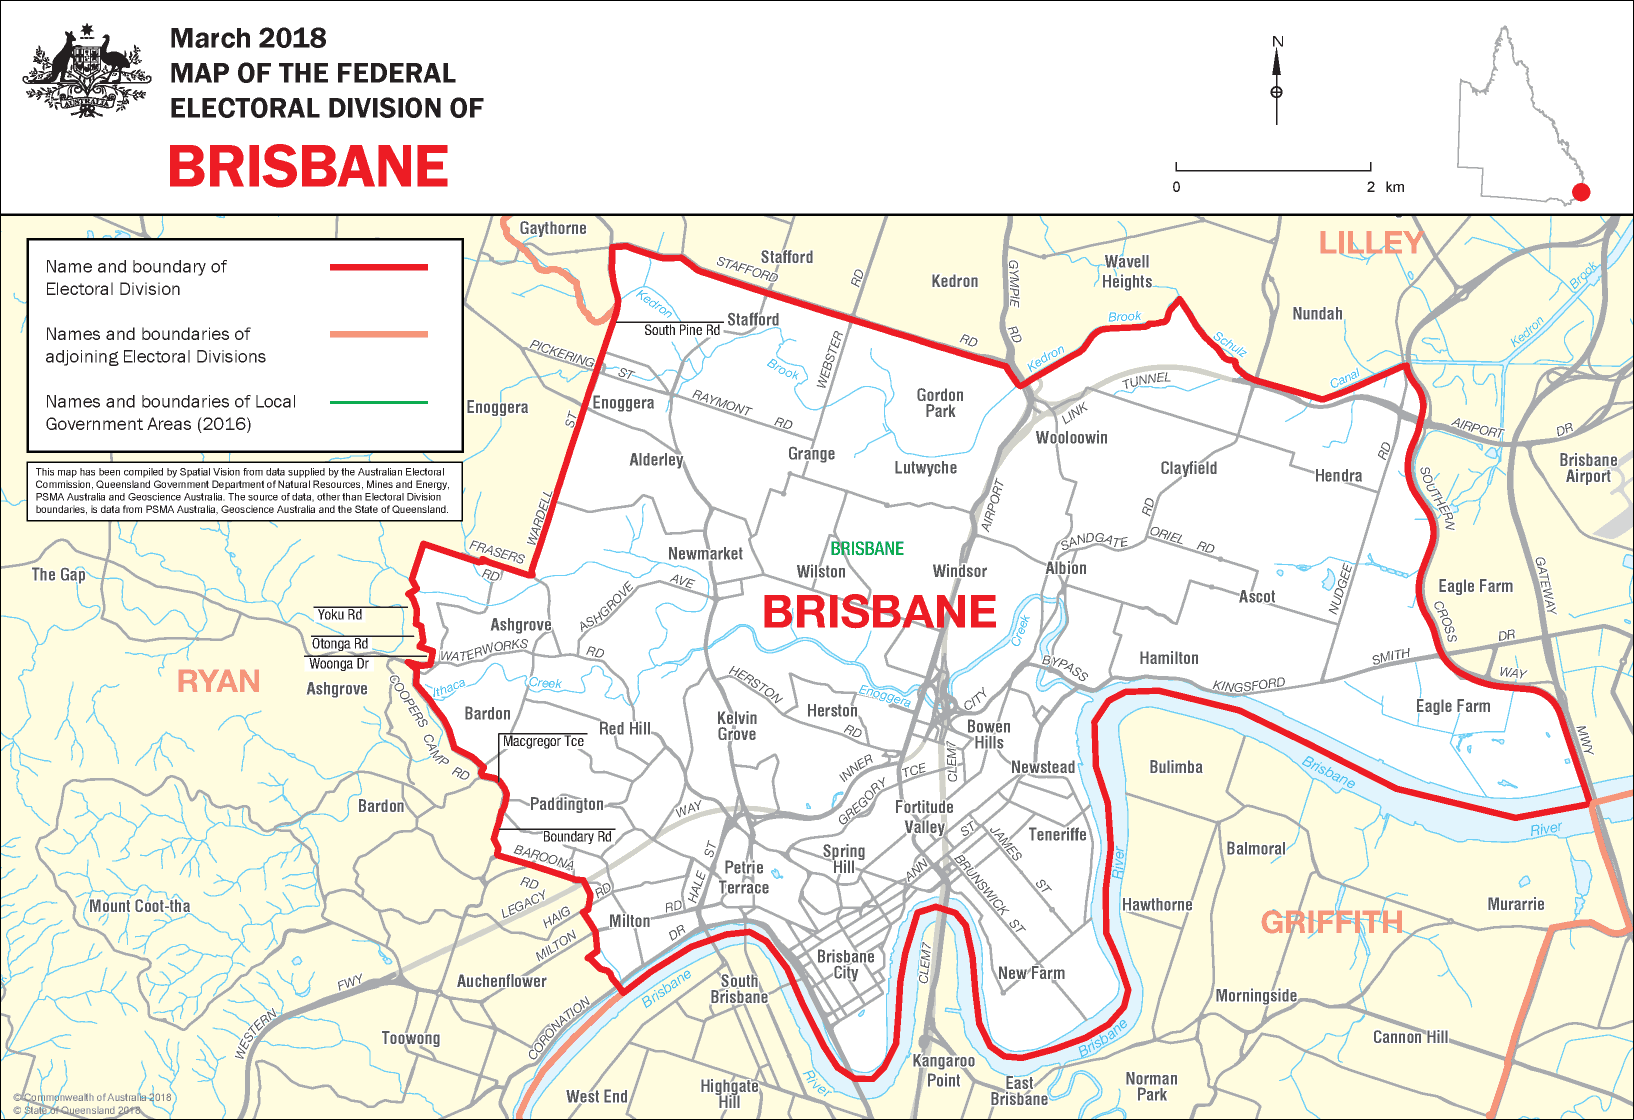 March 2018
MAP OF THE FEDERAL
ELECTORAL DIVISION OF
BRISBANE
AUSTRALIA
N
0 2 km
Name and boundary of
Electoral Division
Names and boundaries of
adjoining Electoral Divisions
Names and boundaries of Local
Government Areas (2016)
This map has been compiled by Spatial Vision from data supplied by the Australian Electoral
Commission, Queensland Government Department of Natural Resources, Mines and Energy,
PSMA Australia and Geoscience Australia. The source of data, other than Electoral Division
boundaries, is data from PSMA Australia, Geoscience Australia and the State of Queensland.
Gaythorne
Stafford
STAFFORD
RD
Kedron
GYMPIE
RD
Wavell
Heights
LILLEY
Brook
Kedron
Nundah
Kedron
Stafford
South Pine Rd
RD
Brook
Schulz
Kedron
Canal
PICKERING
ST
Brook
WEBSTER
TUNNEL
LINK
Enoggera
ST
Enoggera
RAYMONT
RD
Gordon
Park
Wooloowin
AIRPORT
DR
RD
Alderley
Grange
Lutwyche
Clayfield
Hendra
Brisbane
Airport
SOUTHERN
WARDELL
AIRPORT
RD
FRASERS
RD
Newmarket
BRISBANE
SANDGATE
ORIEL RD
The Gap
Wilston
Windsor
Albion
AVE
NUDGEE
GATEWAY
Eagle Farm
Ascot
BRISBANE
Yoku Rd
Otonga Rd
Woonga Dr
Ashgrove
ASHGROVE
WATERWORKS
RD
Creek
CROSS
DR
RYAN
Ashgrove
COOPERS
CAMP
RD
Ithaca
Creek
HERSTON
RD
Enoggera
BYPASS
CITY
Hamilton
KINGSFORD
SMITH
WAY
Eagle Farm
MWY
Bardon
Red Hill
Kelvin
Grove
Herston
Bowen
Hills
Macgregor Tce
INNER
CLEM7
Newstead
Bulimba
Brisbane
River
Bardon
Paddington
WAY
GREGORY
TCE
Fortitude
Valley
Teneriffe
Boundary Rd
ST
JAMES
ST
Balmoral
BAROONA
RD
ST
HALE
Petrie
Terrace
Spring
Hill
ANN
BRUNSWICK
ST
River
Mount Coot-tha
LEGACY
HAIG
RD
MILTON
RD
Milton
DR
Hawthorne
GRIFFITH
Murarrie
Brisbane
City
CLEM7
New Farm
Auchenflower
FWY
WESTERN
CORONATION
Brisbane
South
Brisbane
Morningside
Toowong
Brisbane
Cannon Hill
Kangaroo
Point
River
West End
Highgate
Hill
East
Brisbane
Norman
Park
© Commonwealth of Australia 2018
© State of Queensland 2018